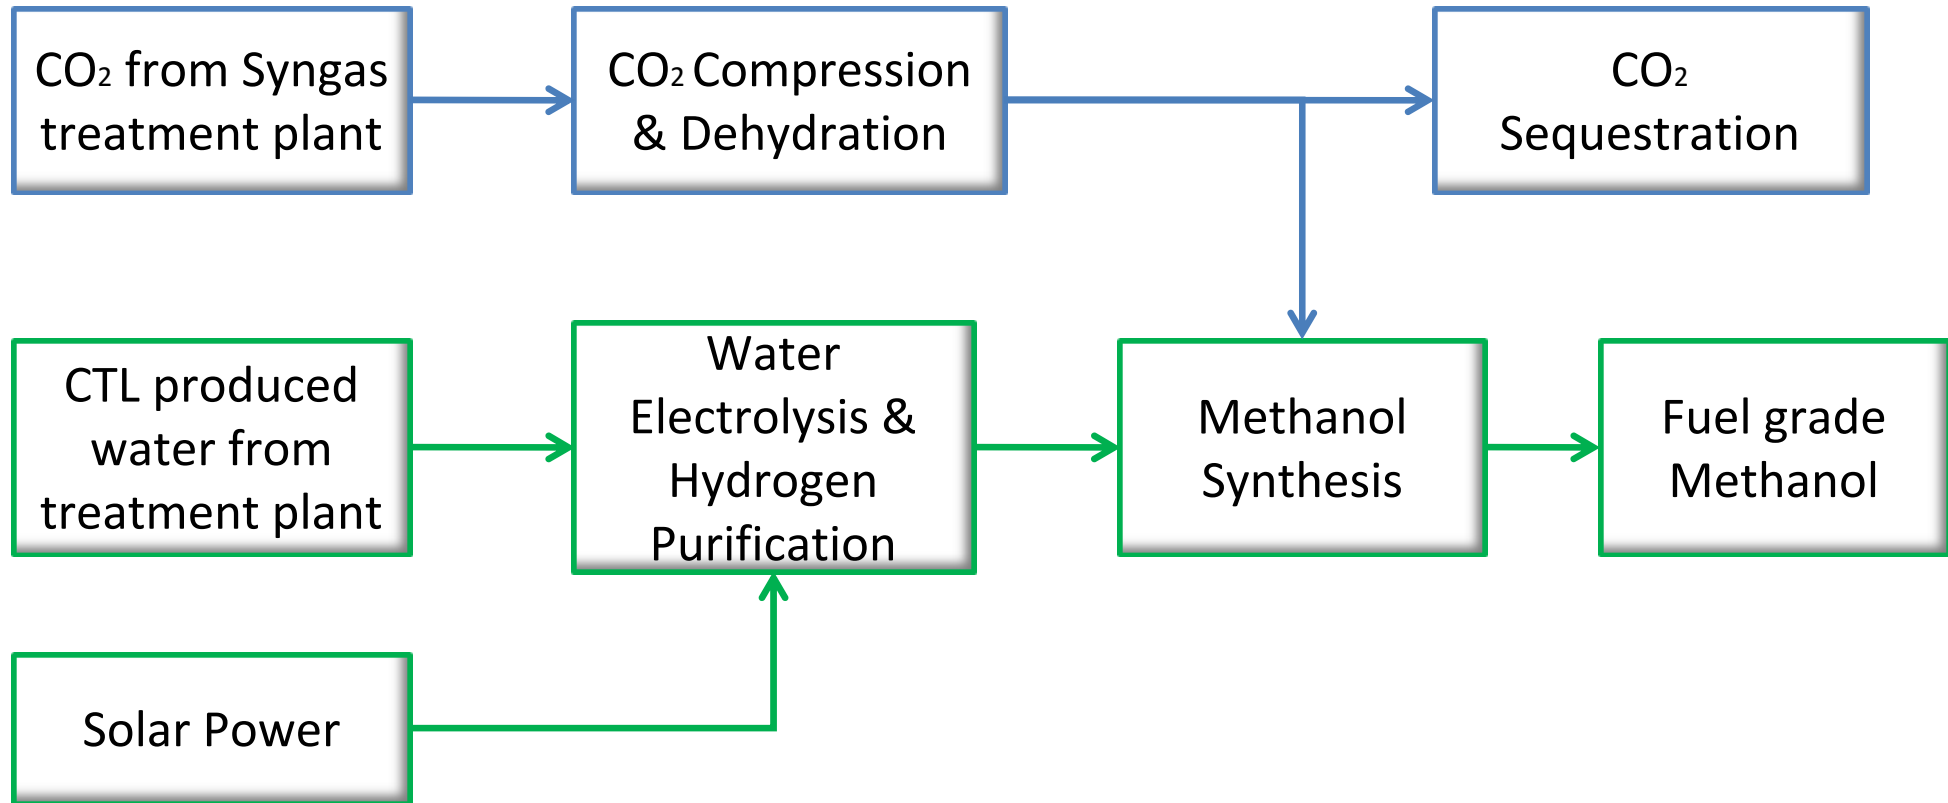 CO₂ from Syngas
treatment plant
CO₂ Compression
& Dehydration
CO₂
Sequestration
CTL produced
water from
treatment plant
Water
Electrolysis &
Hydrogen
Purification
Methanol
Synthesis
Fuel grade
Methanol
Solar Power